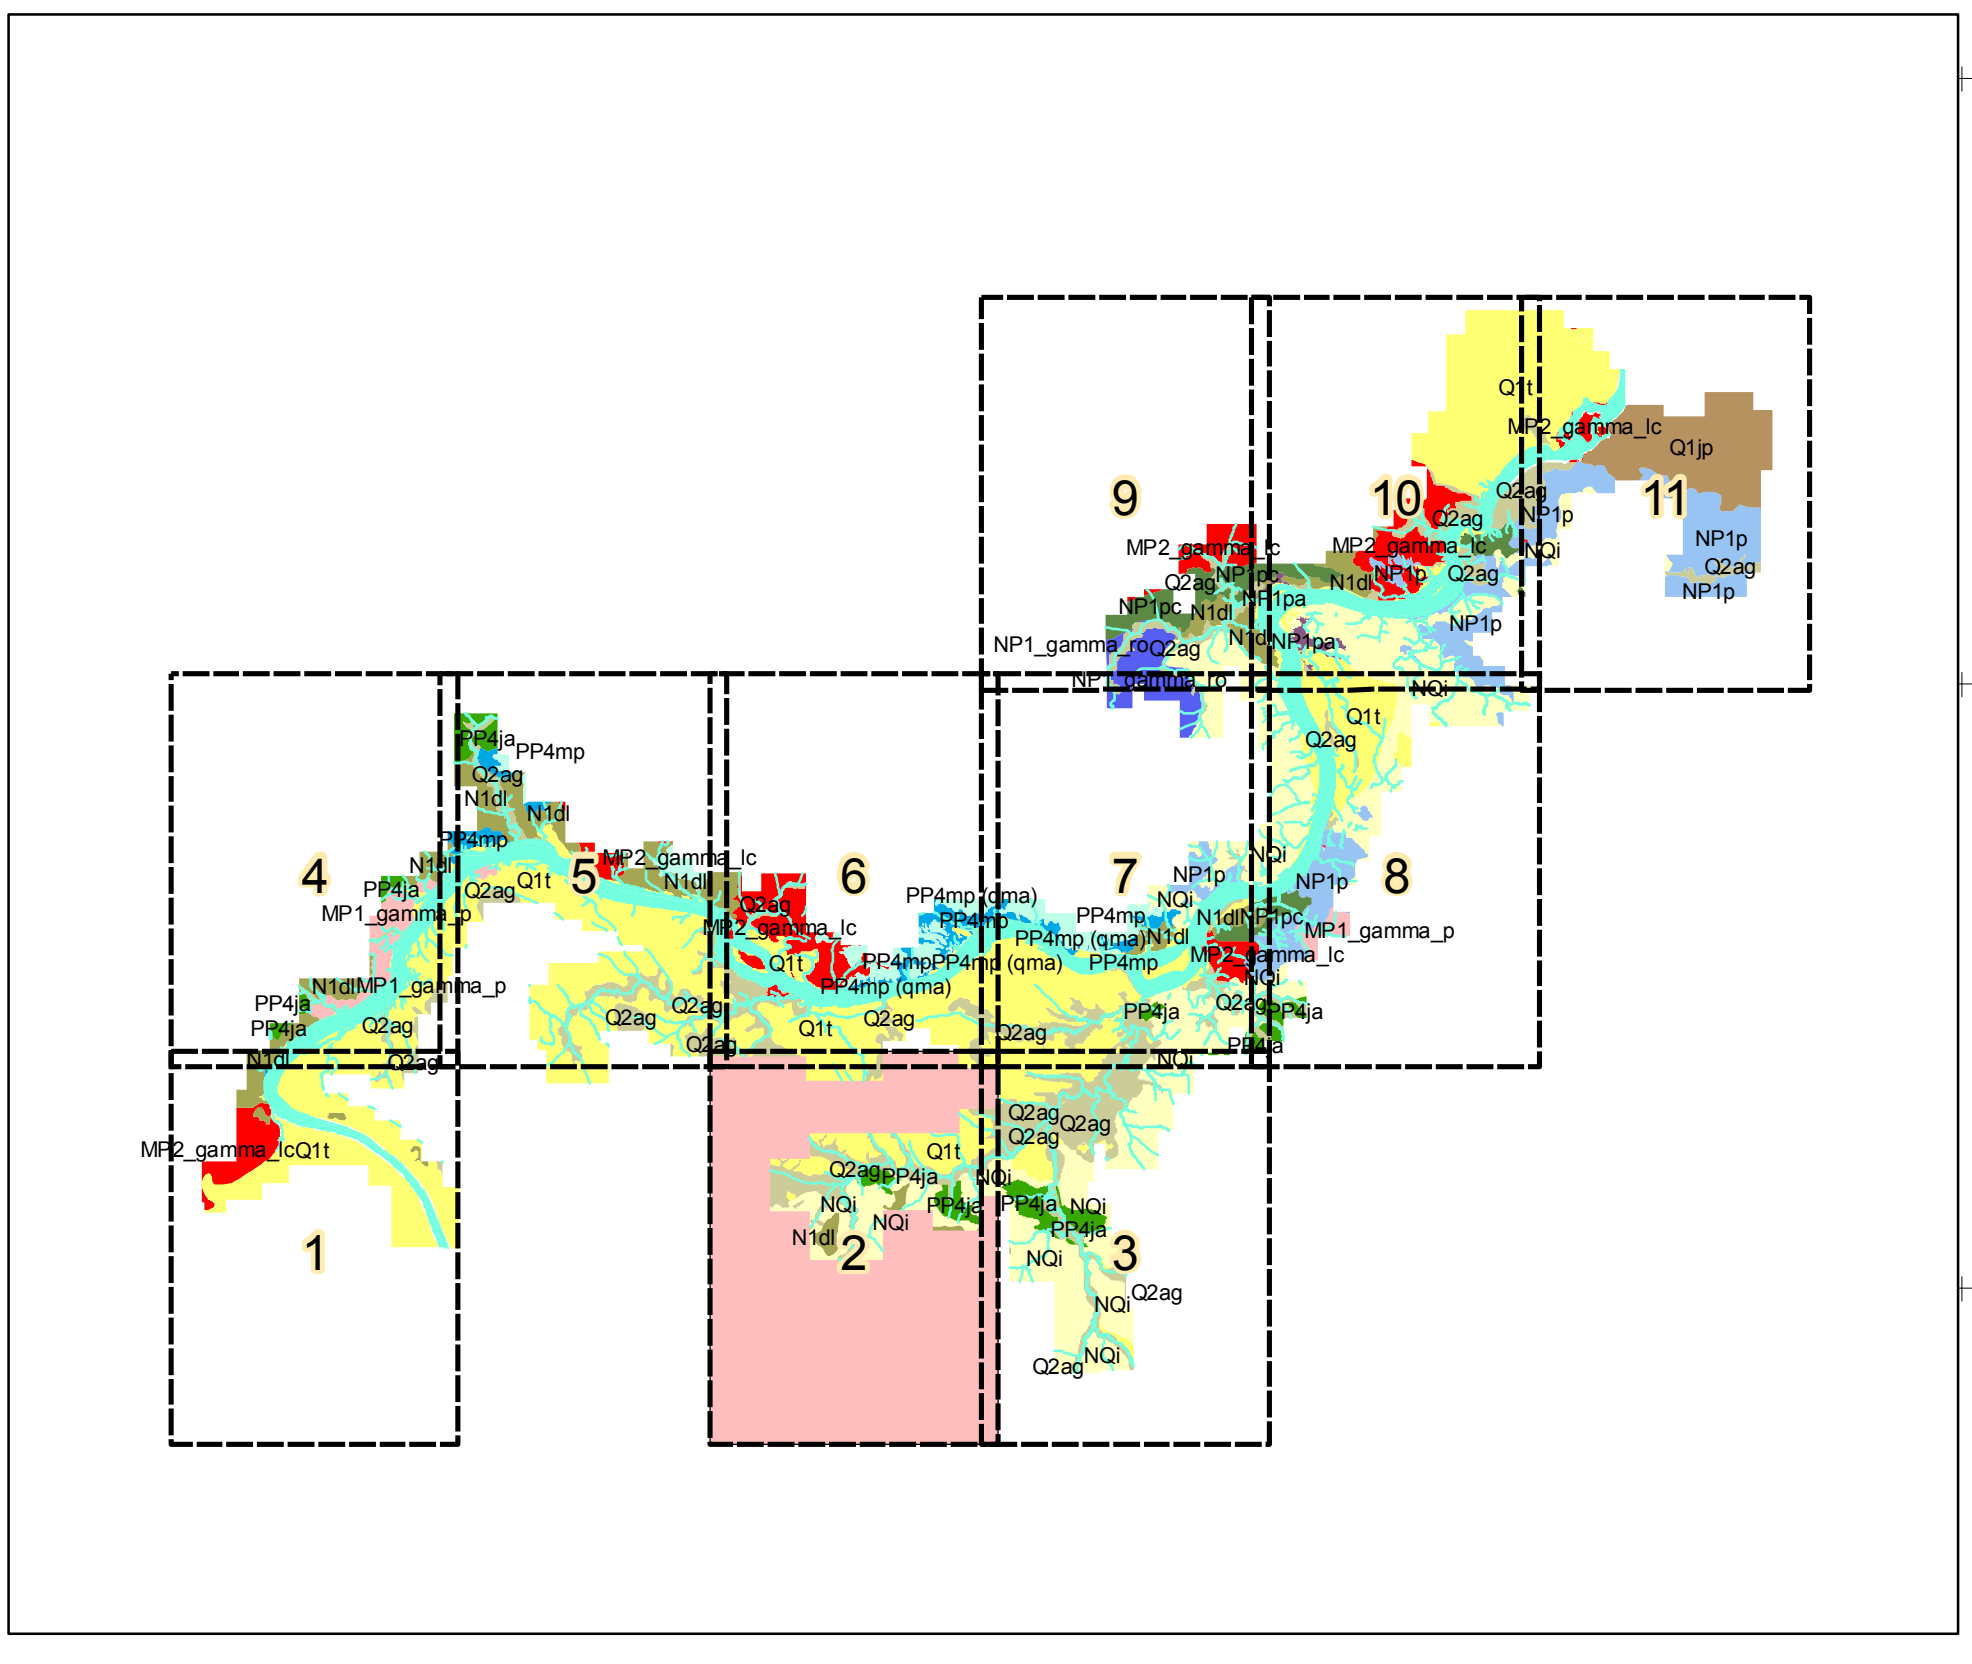 Q1t
MP2_gamma_lc
Q1jp
9
10
11
Q2ag
Q2ag
NP1p
NP1p
MP2_gamma_lc
MP2_gamma_lc
NQi
Q2ag
NP1pc
N1dl
NP1p
Q2ag
Q2ag
NP1p
NP1pc
N1dl
NP1pa
NP1p
NP1_gamma_ro
Q2ag
N1dl
NP1pa
NP1_gamma_ro
NQi
Q1t
PP4ja
PP4mp
Q2ag
Q2ag
N1dl
N1dl
PP4mp
N1dl
MP2_gamma_lc
NQi
4
5
6
7
8
PP4ja
Q2ag
Q1t
N1dl
NP1p
NP1p
MP1_gamma_p
Q2ag
PP4mp (qma)
NQi
PP4mp
PP4mp
N1dl
NP1pc
MP2_gamma_lc
PP4mp (qma)
N1dl
MP1_gamma_p
Q1t
PP4mp
PP4mp (qma)
PP4mp
MP2_gamma_lc
N1dl
MP1_gamma_p
PP4mp (qma)
NQi
PP4ja
Q2ag
Q2ag
PP4ja
PP4ja
Q2ag
PP4ja
Q2ag
Q2ag
Q1t
Q2ag
Q2ag
Q2ag
PP4ja
N1dl
Q2ag
NQi
Q2ag
Q2ag
Q2ag
MP2_gamma_lc
Q1t
Q1t
Q2ag
PP4ja
NQi
NQi
PP4ja
PP4ja
NQi
NQi
PP4ja
N1dl
1
2
3
NQi
Q2ag
NQi
NQi
Q2ag